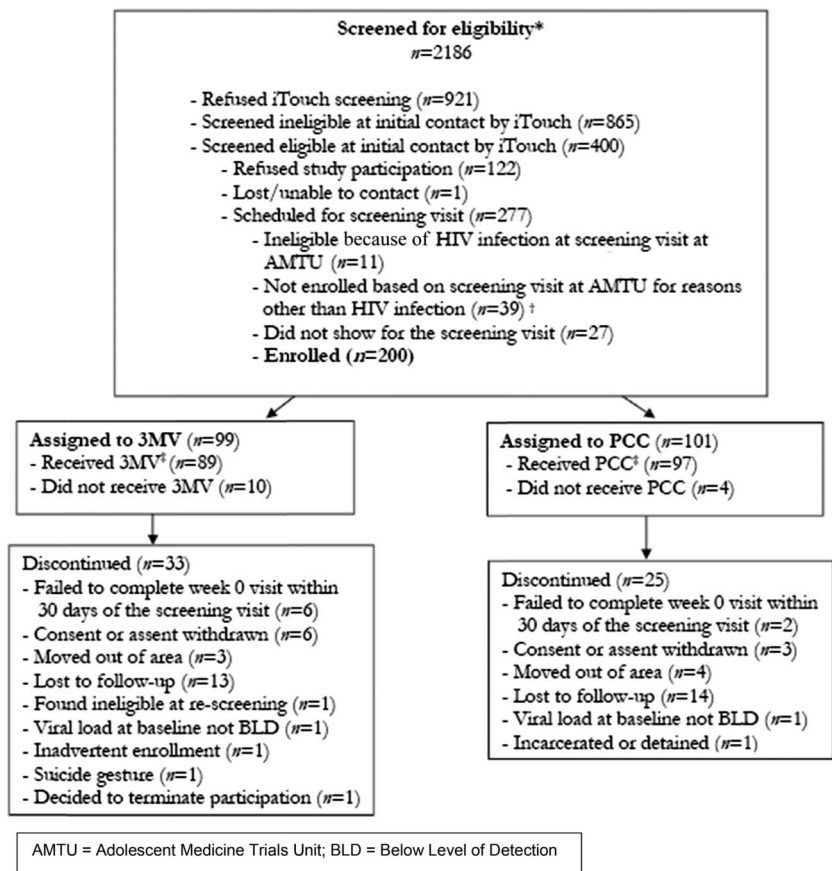 Screened for eligibility*
n=2186
- Refused iTouch screening (n=921)
- Screened ineligible at initial contact by iTouch (n=865)
- Screened eligible at initial contact by iTouch (n=400)
- Refused study participation (n=122)
- Lost/unable to contact (n=1)
- Scheduled for screening visit (n=277)
- Ineligible because of HIV infection at screening visit at
AMTU (n=11)
- Not enrolled based on screening visit at AMTU for reasons
other than HIV infection (n=39) †
- Did not show for the screening visit (n=27)
- Enrolled (n=200)
Assigned to 3MV (n=99)
- Received 3MV‡ (n=89)
- Did not receive 3MV (n=10)
Assigned to PCC (n=101)
- Received PCC‡ (n=97)
- Did not receive PCC (n=4)
Discontinued (n=33)
- Failed to complete week 0 visit within
30 days of the screening visit (n=6)
- Consent or assent withdrawn (n=6)
- Moved out of area (n=3)
- Lost to follow-up (n=13)
- Found ineligible at re-screening (n=1)
- Viral load at baseline not BLD (n=1)
- Inadvertent enrollment (n=1)
- Suicide gesture (n=1)
- Decided to terminate participation (n=1)
Discontinued (n=25)
- Failed to complete week 0 visit within
30 days of the screening visit (n=2)
- Consent or assent withdrawn (n=3)
- Moved out of area (n=4)
- Lost to follow-up (n=14)
- Viral load at baseline not BLD (n=1)
- Incarcerated or detained (n=1)
AMTU = Adolescent Medicine Trials Unit; BLD = Below Level of Detection